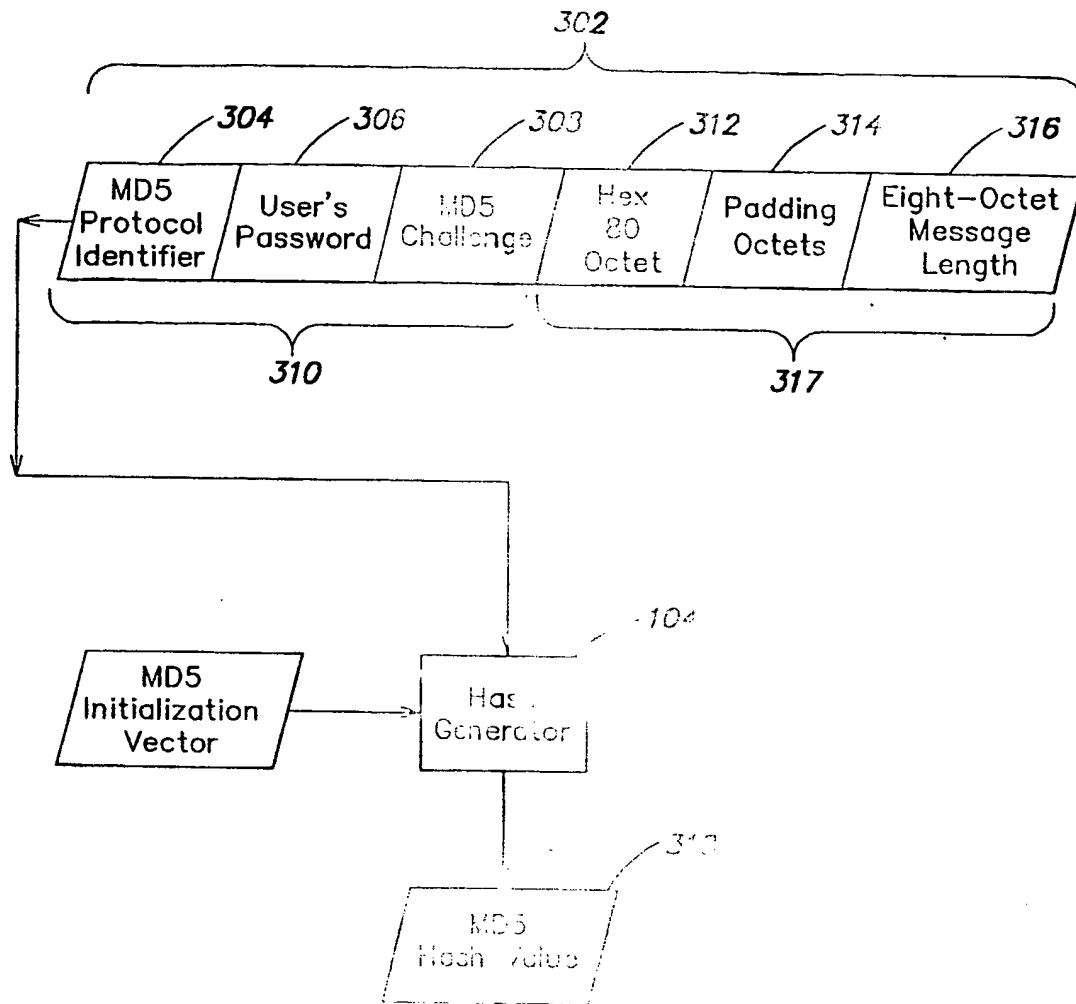 302
304
306
303
312
314
316
MD5
Protocol
Identifier
User's
Password
MD5
Challenge
Hex
80
Octet
Padding
Octets
Eight-Octet
Message
Length
310
317
104
MD5
Initialization
Vector
Generator
MD5
Hash Value